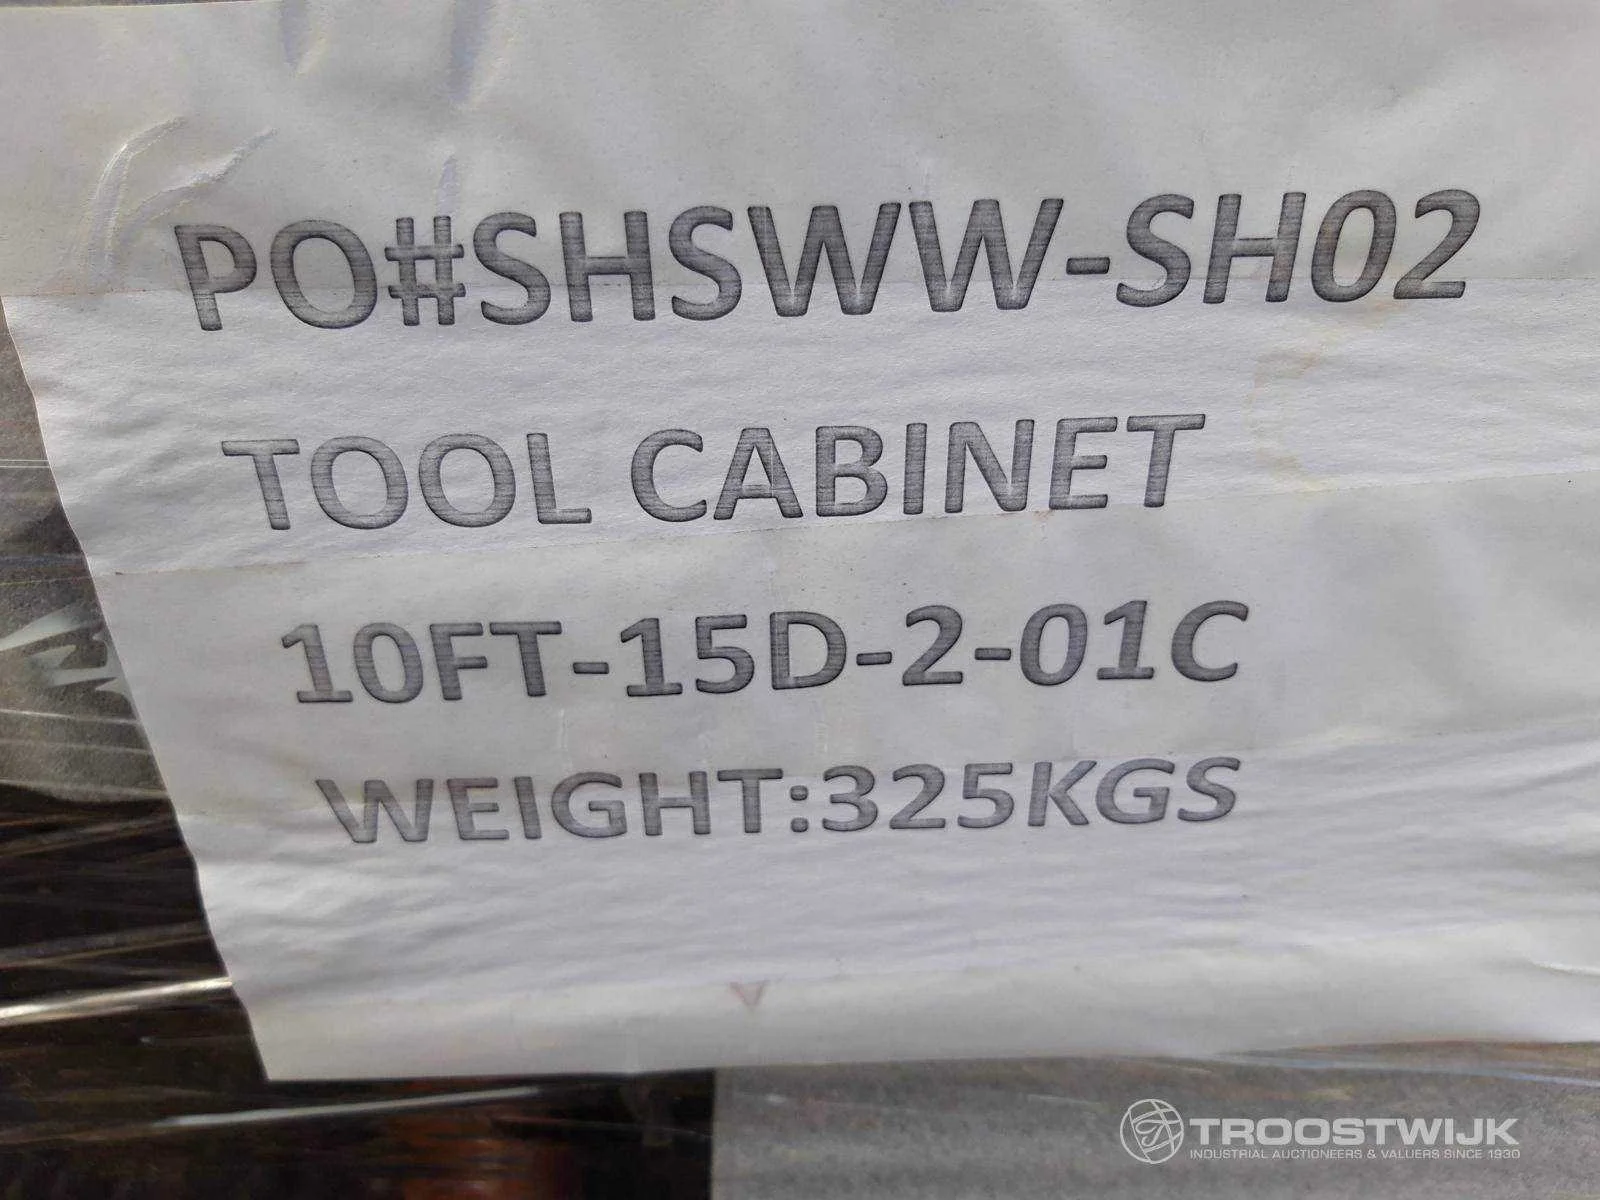 PO#SHSWW-SH02
TOOL CABINET
10FT-15D-2-01C
WEIGHT:325KGS
TROOSTWIJK
INDUSTRIAL AUCTIONEERS & VALUERS SINCE 1930